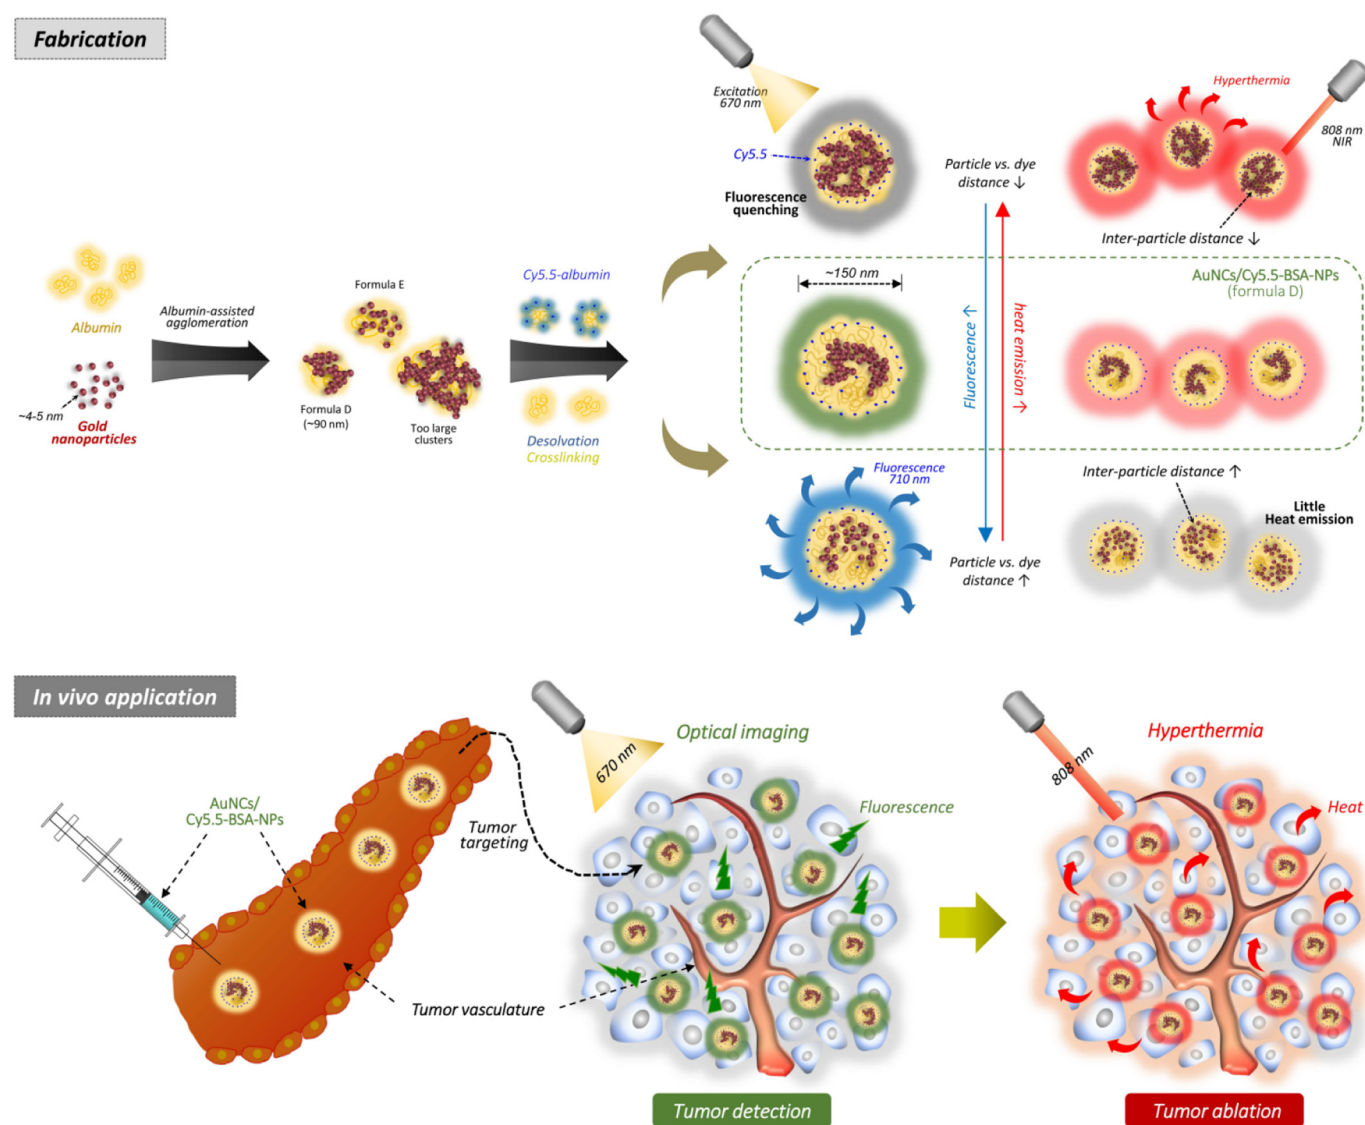 Fabrication
Excitation
670 nm
Cy5.5
Fluorescence
quenching
Particle vs. dye
distance ↓
Hyperthermia
808 nm
NIR
Inter-particle distance ↓
Albumin
~4-5 nm
Gold
nanoparticles
Albumin-assisted
agglomeration
Formula E
Formula D
(~90 nm)
Too large
clusters
Cy5.5-albumin
Desolvation
Crosslinking
~150 nm
Fluorescence ↑
heat emission ↑
AuNCs/Cy5.5-BSA-NPs
(formula D)
Fluorescence
710 nm
Particle vs. dye
distance ↑
Inter-particle distance ↑
Little
Heat emission
In vivo application
AuNCs/
Cy5.5-BSA-NPs
Tumor
targeting
Tumor vasculature
670 nm
Optical imaging
Fluorescence
Tumor detection
808 nm
Hyperthermia
Heat
Tumor ablation